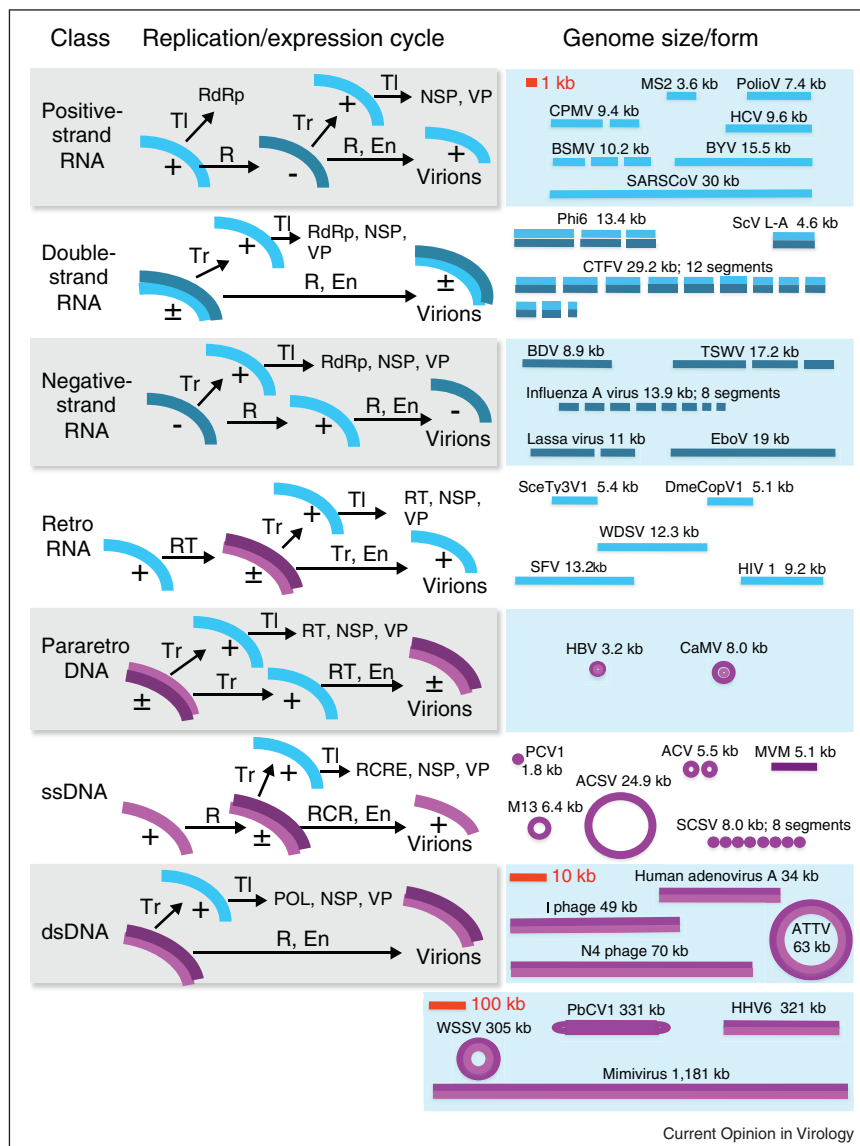 Class Replication/expression cycle Genome size/form
Positive-
strand
RNA
Tl
RdRp
+
R
-
Tr
+
Tl
NSP, VP
R, En
+
Virions
1 kb
MS2 3.6 kb
PolioV 7.4 kb
CPMV 9.4 kb
HCV 9.6 kb
BSMV 10.2 kb
BYV 15.5 kb
SARSCoV 30 kb
Double-
strand
RNA
±
Tr
+
Tl
RdRp, NSP,
VP
R, En
±
Virions
Phi6 13.4 kb
ScV L-A 4.6 kb
CTFV 29.2 kb; 12 segments
Negative-
strand
RNA
-
Tr
+
Tl
RdRp, NSP, VP
R
+
R, En
-
Virions
BDV 8.9 kb
TSWV 17.2 kb
Influenza A virus 13.9 kb; 8 segments
Lassa virus 11 kb
EboV 19 kb
Retro
RNA
+
RT
±
Tr
+
Tl
RT, NSP,
VP
Tr, En
+
Virions
SceTy3V1 5.4 kb
DmeCopV1 5.1 kb
WDSV 12.3 kb
SFV 13.2kb
HIV 1 9.2 kb
Pararetro
DNA
±
Tr
+
Tl
RT, NSP, VP
Tr
+
RT, En
±
Virions
HBV 3.2 kb
CaMV 8.0 kb
ssDNA
+
R
±
Tr
+
Tl
RCRE, NSP, VP
RCR, En
+
Virions
PCV1
1.8 kb
ACV 5.5 kb
MVM 5.1 kb
ACSV 24.9 kb
M13 6.4 kb
SCSV 8.0 kb; 8 segments
dsDNA
Tr
+
Tl
POL, NSP, VP
R, En
Virions
10 kb
Human adenovirus A 34 kb
l phage 49 kb
ATTV
63 kb
N4 phage 70 kb
100 kb
PbCV1 331 kb
HHV6 321 kb
WSSV 305 kb
Mimivirus 1,181 kb
Current Opinion in Virology